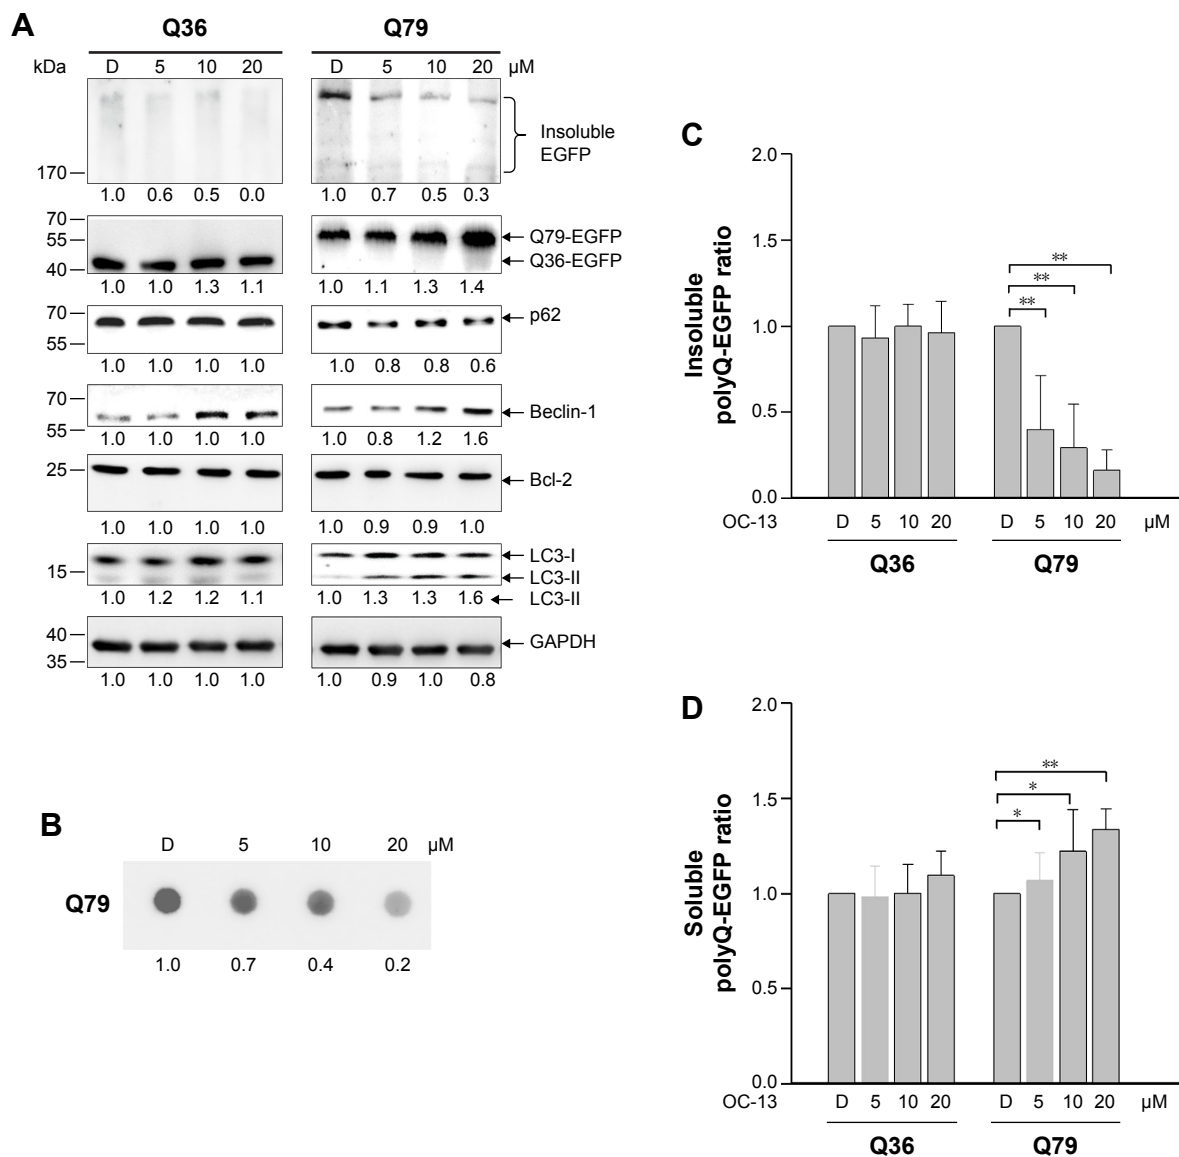 A
Q36 Q79
kDa D 5 10 20 D 5 10 20 µM
Insoluble
EGFP
170
1.0 0.6 0.5 0.0 1.0 0.7 0.5 0.3
70
55
40
Q79-EGFP
Q36-EGFP
1.0 1.0 1.3 1.1 1.0 1.1 1.3 1.4
70
55
p62
1.0 1.0 1.0 1.0 1.0 0.8 0.8 0.6
70
55
Beclin-1
1.0 1.0 1.0 1.0 1.0 0.8 1.2 1.6
25
Bcl-2
1.0 1.0 1.0 1.0 1.0 0.9 0.9 1.0
15
LC3-I
LC3-II
1.0 1.2 1.2 1.1 1.0 1.3 1.3 1.6 LC3-II
40
35
GAPDH
1.0 1.0 1.0 1.0 1.0 0.9 1.0 0.8
B
D 5 10 20 µM
Q79
1.0 0.7 0.4 0.2
C
Insoluble
polyQ-EGFP ratio
2.0
1.5
1.0
0.5
0.0
**
**
**
OC-13 D 5 10 20 D 5 10 20 µM
Q36 Q79
D
Soluble
polyQ-EGFP ratio
2.0
1.5
1.0
0.5
0.0
**
*
*
OC-13 D 5 10 20 D 5 10 20 µM
Q36 Q79